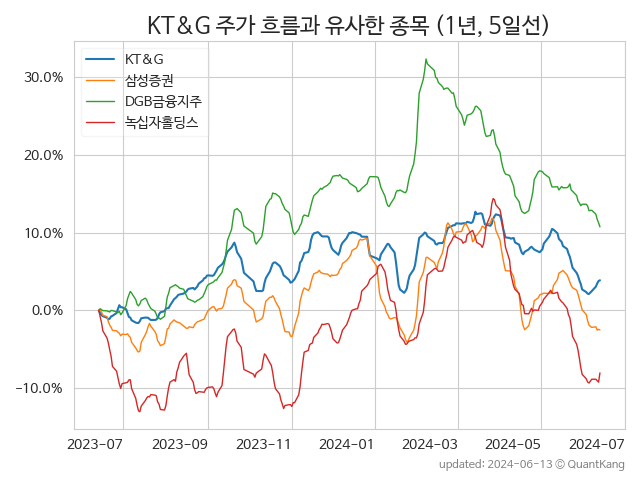 KT&G 주가 흐름과 유사한 종목 (1년, 5일선)
KT&G
삼성증권
DGB금융지주
녹십자홀딩스
30.0%
20.0%
10.0%
0.0%
−10.0%
2023-07 2023-09 2023-11 2024-01 2024-03 2024-05 2024-07
updated: 2024-06-13 © QuantKang